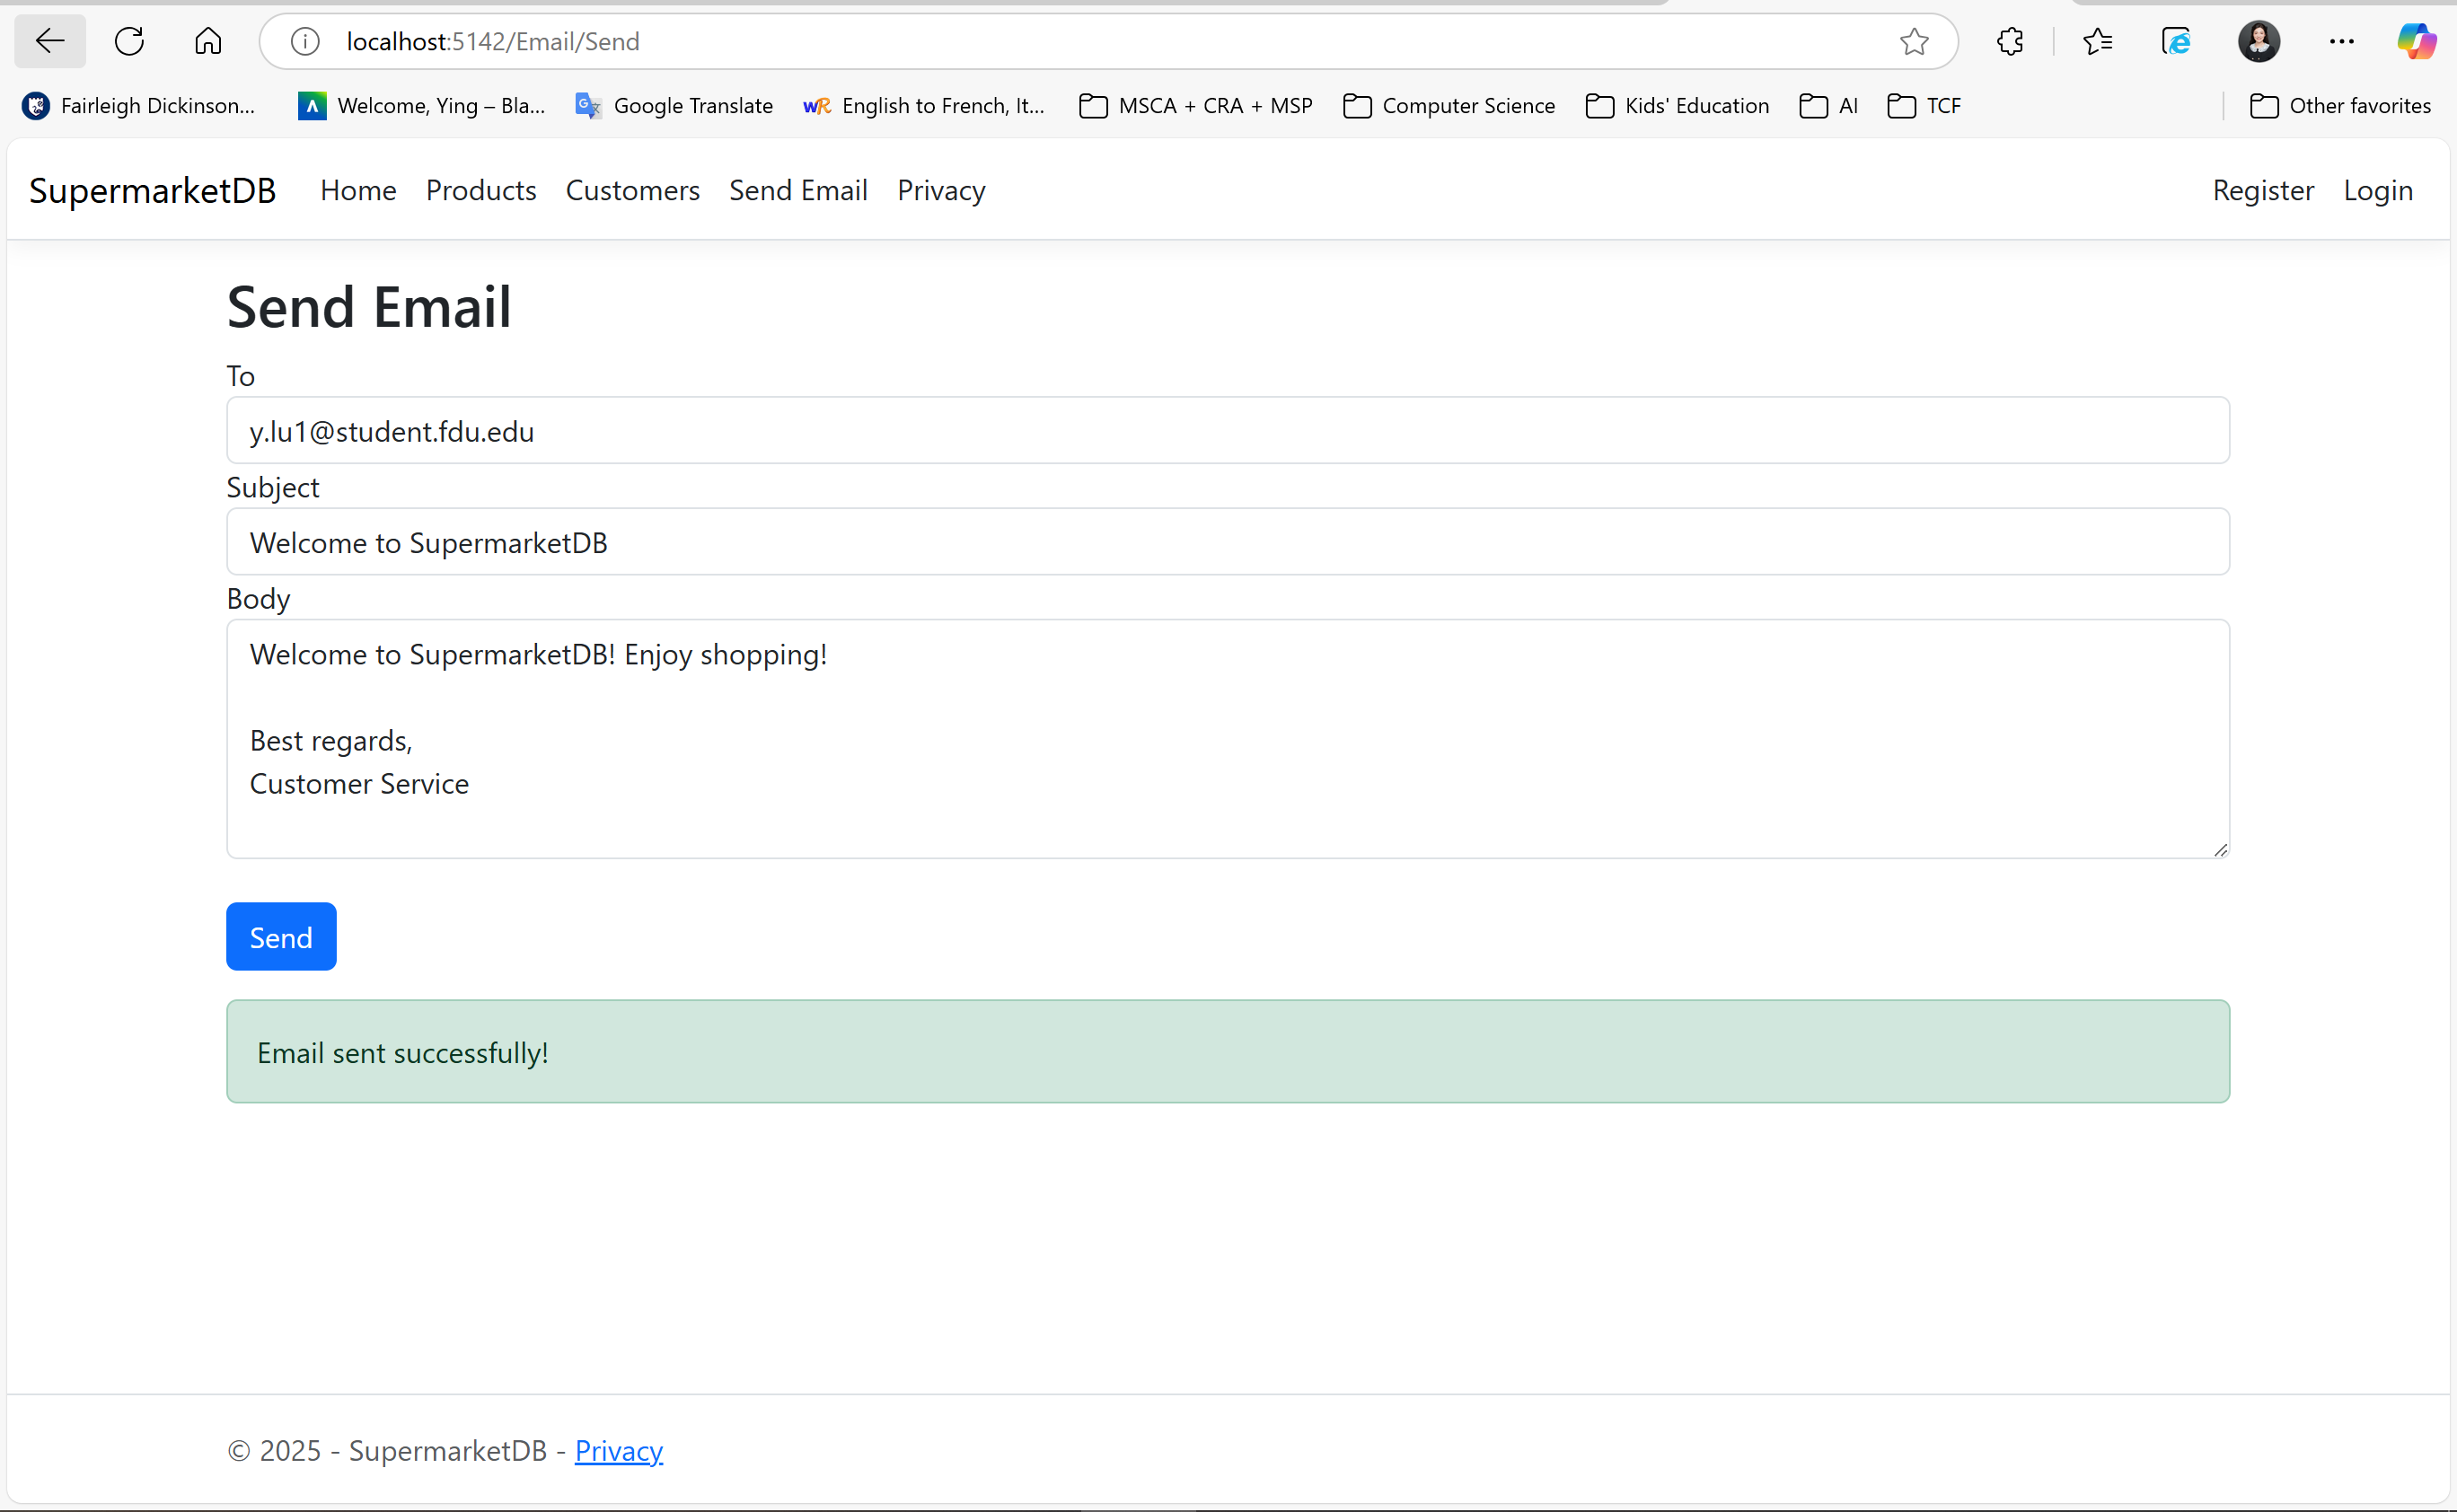 localhost:5142/Email/Send
Fairleigh Dickinson... Welcome, Ying – Bla... Google Translate English to French, It... MSCA + CRA + MSP Computer Science Kids' Education AI TCF Other favorites
SupermarketDB Home Products Customers Send Email Privacy Register Login
Send Email
To
y.lu1@student.fdu.edu
Subject
Welcome to SupermarketDB
Body
Welcome to SupermarketDB! Enjoy shopping!
Best regards,
Customer Service
Send
Email sent successfully!
© 2025 - SupermarketDB - Privacy